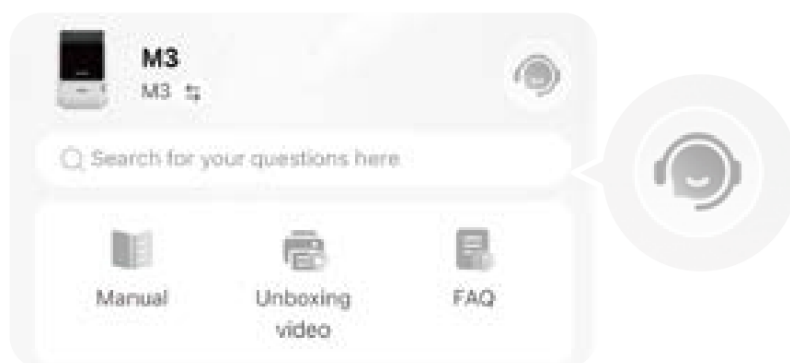 M3
M3
Search for your questions here
Manual
Unboxing
video
FAQ